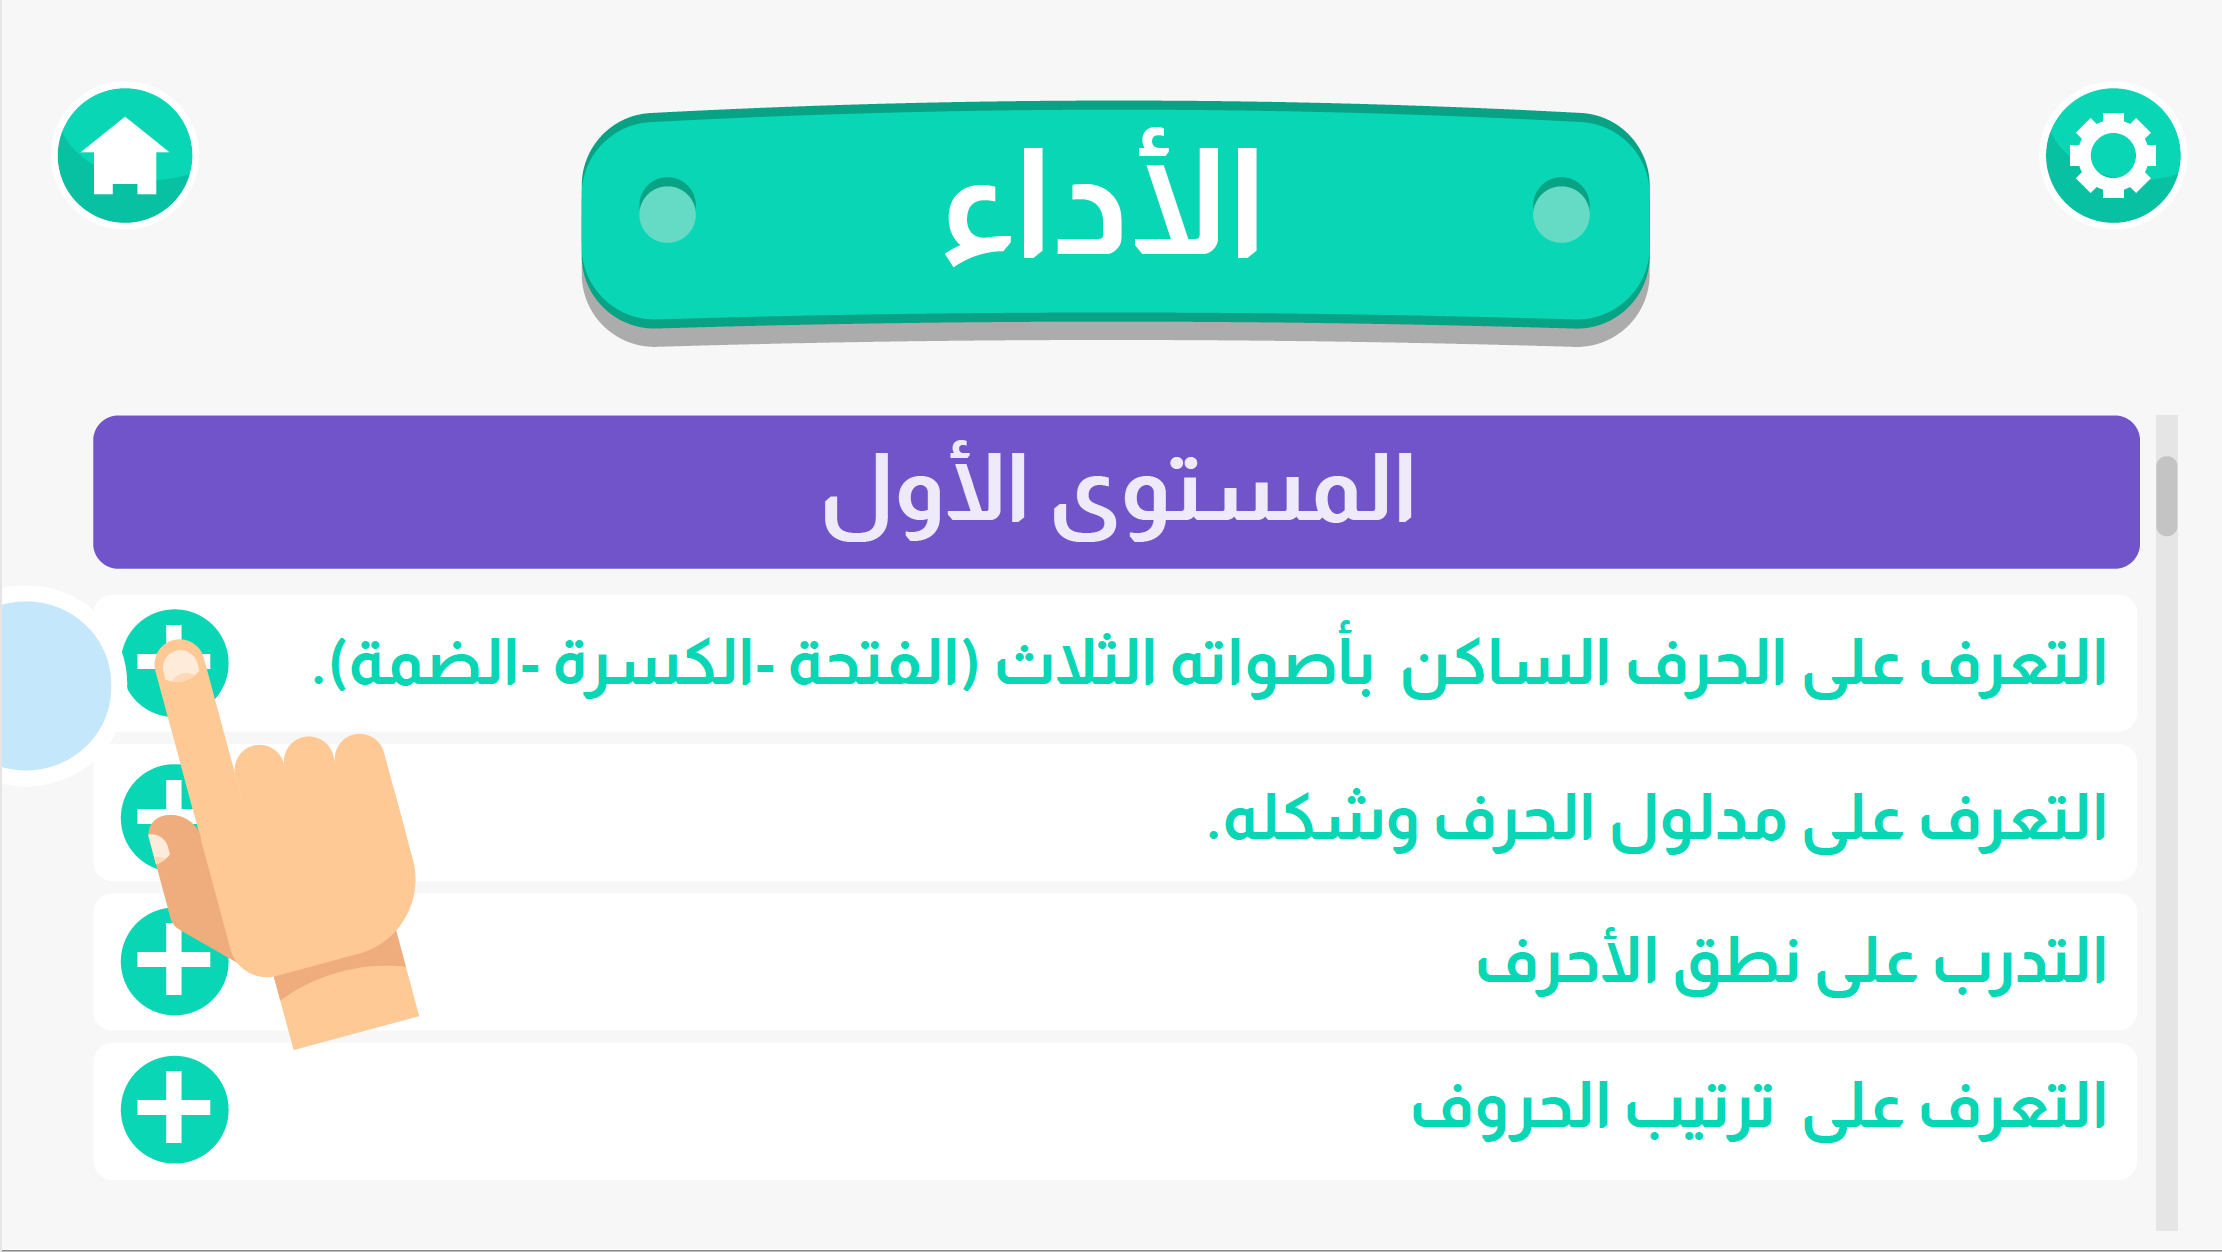 الأداء
المستوى الأول
التعرف على الحرف الساكن بأصواته الثلاث (الفتحة -الكسرة -الضمة).
التعرف على مدلول الحرف وشكله.
التدرب على نطق الأحرف
التعرف على ترتيب الحروف